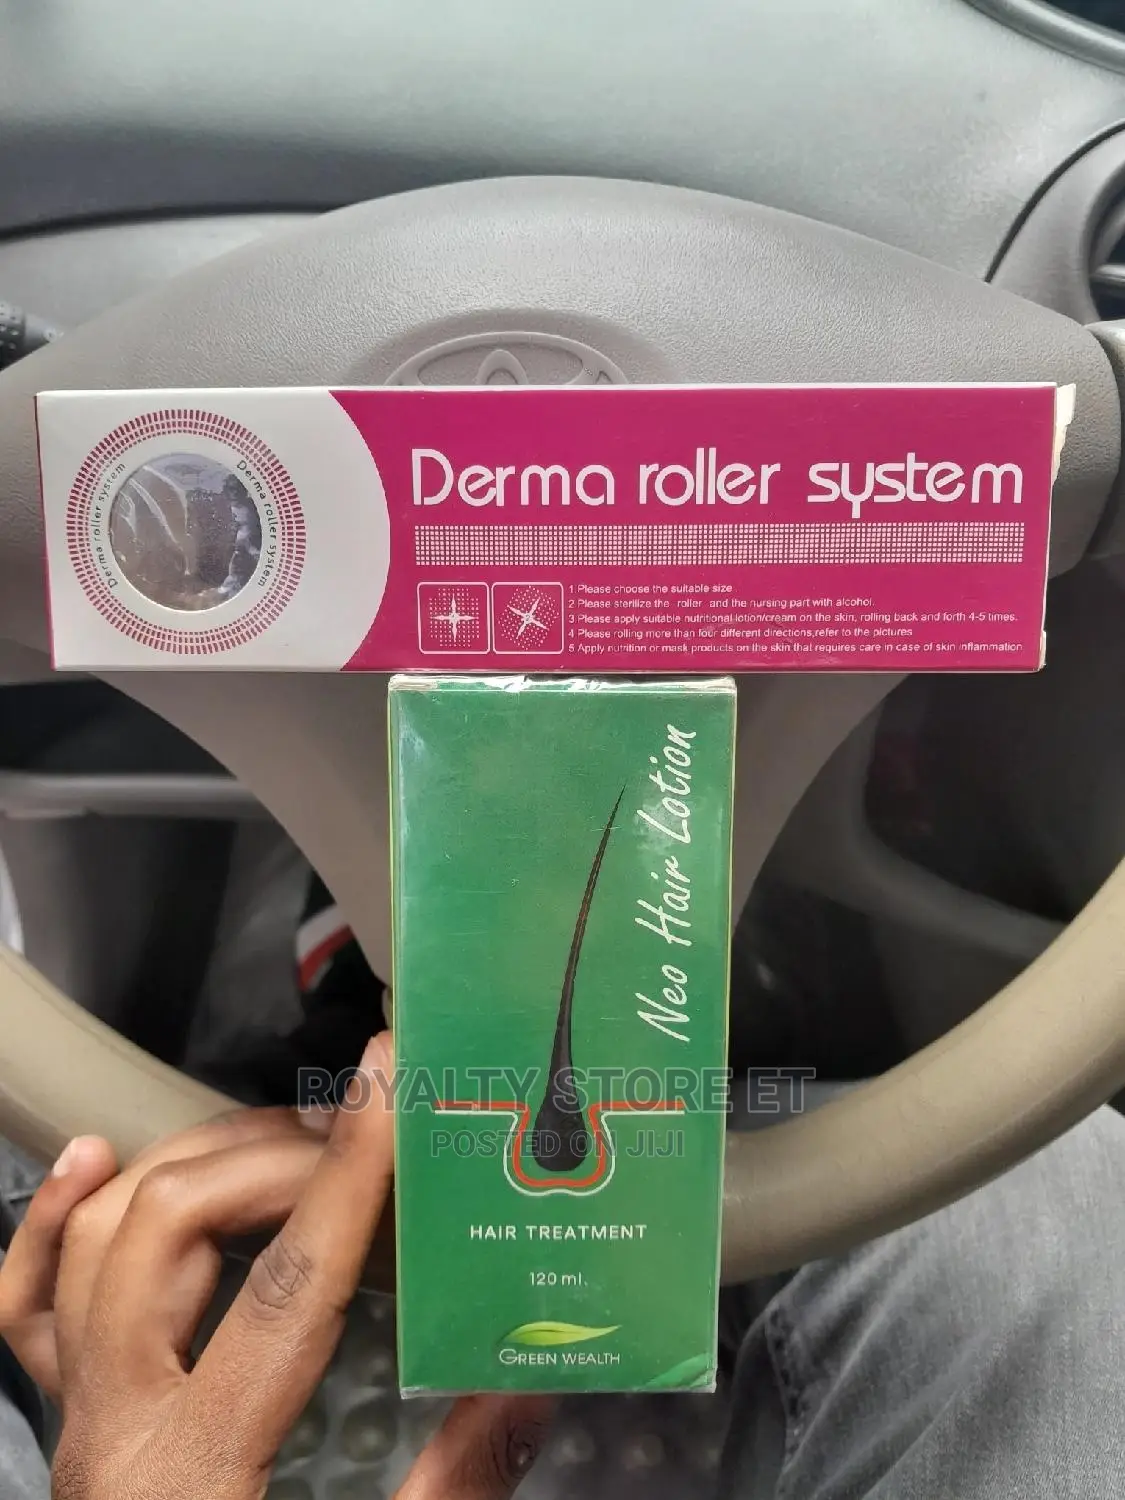 Derma roller system
Derma roller system
Derma roller system
1 Please choose the suitable size
2 Please sterilize the roller and the nursing part with alcohol.
3 Please apply suitable nutritional lotion/cream on the skin, rolling back and forth 4-5 times.
4 Please rolling more than four different directions,refer to the pictures
5 Apply nutrition or mask products on the skin that requires care in case of skin inflammation
Neo Hair Lotion
ROYALTY STORE ET
POSTED ON JIJI
HAIR TREATMENT
120 ml.
GREEN WEALTH